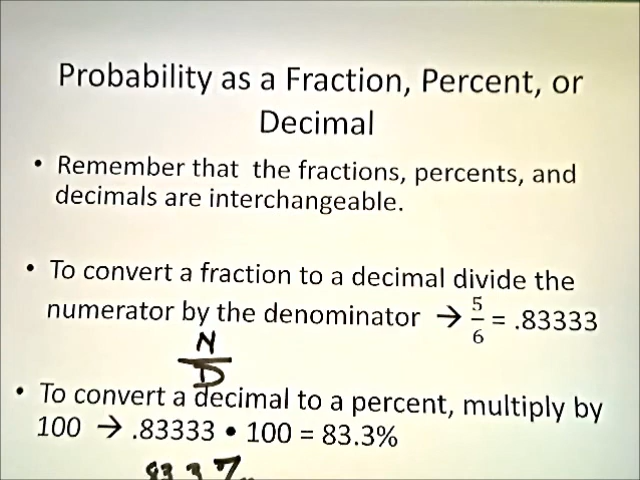 Probability as a Fraction, Percent, or
Decimal
• Remember that the fractions, percents, and
decimals are interchangeable.
• To convert a fraction to a decimal divide the
numerator by the denominator → 5/6 = .83333
N
D
• To convert a decimal to a percent, multiply by
100 → .83333 • 100 = 83.3%
83.3%